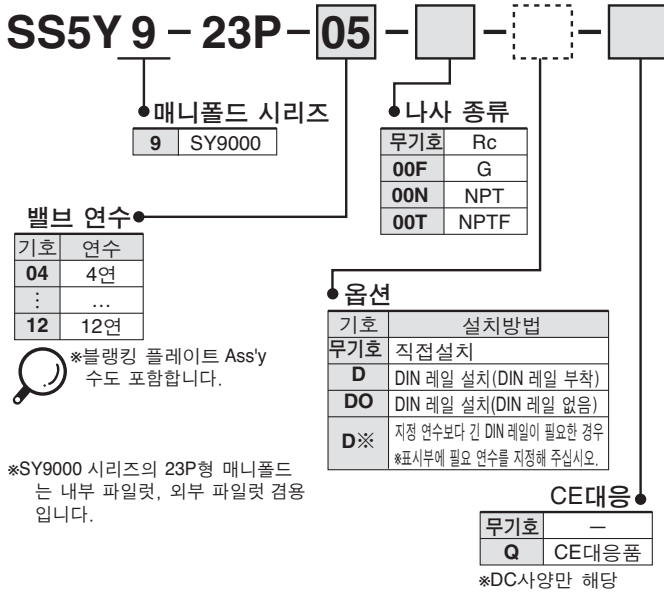 SS5Y 9 – 23P – 05 – – –
매니폴드 시리즈
9 SY9000
나사 종류
무기호 Rc
00F G
00N NPT
00T NPTF
밸브 연수
기호 연수
04 4연
⋮ …
12 12연
※블랭킹 플레이트 Ass'y
수도 포함합니다.
옵션
기호 설치방법
무기호 직접설치
D DIN 레일 설치(DIN 레일 부착)
DO DIN 레일 설치(DIN 레일 없음)
D※ 지정 연수보다 긴 DIN 레일이 필요한 경우
※표시부에 필요 연수를 지정해 주십시오.
※SY9000 시리즈의 23P형 매니폴드
는 내부 파일럿, 외부 파일럿 겸용
입니다.
CE대응
무기호 –
Q CE대응품
※DC사양만 해당